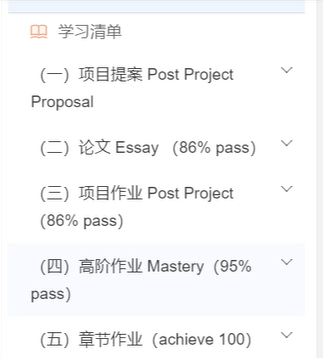 学习清单
（一）项目提案 Post Project
Proposal
（二）论文 Essay （86% pass）
（三）项目作业 Post Project
（86% pass）
（四）高阶作业 Mastery（95%
pass）
（五）章节作业（achieve 100）